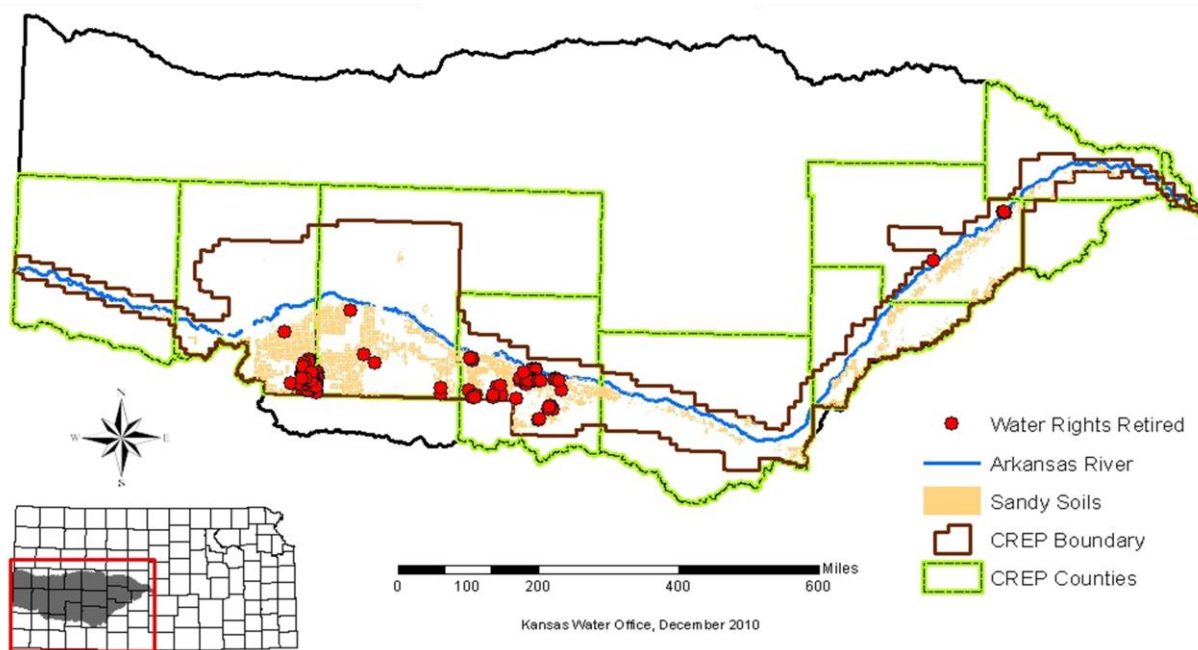 N
W E
S
Water Rights Retired
Arkansas River
Sandy Soils
CREP Boundary
CREP Counties
Miles
0 100 200 400 600
Kansas Water Office, December 2010